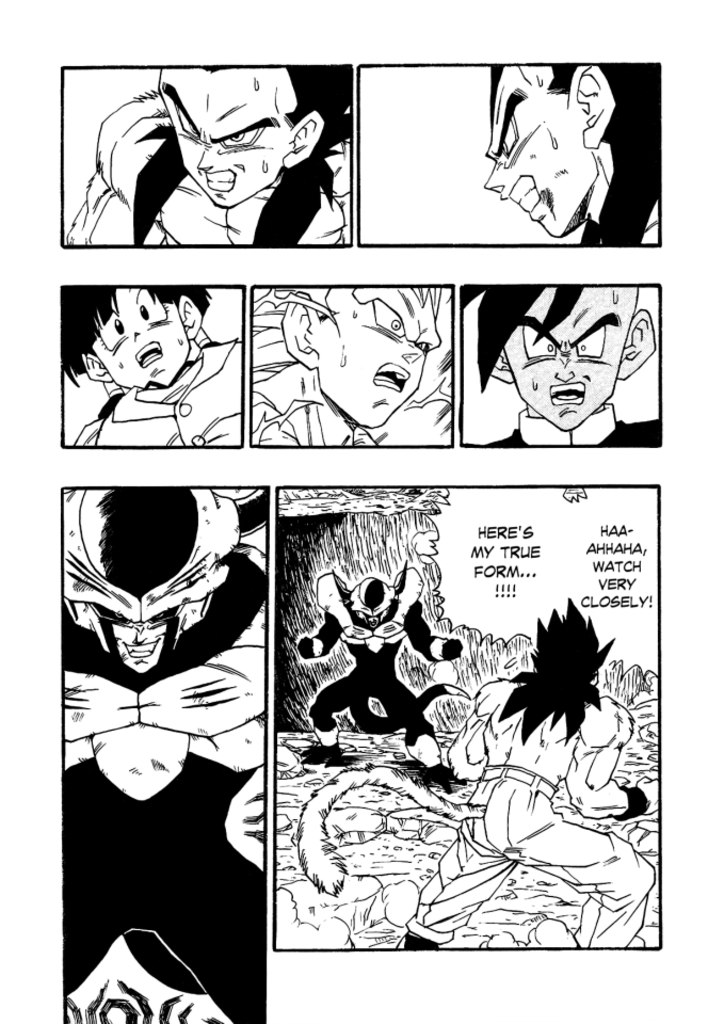 HAA-
AHHAHA,
WATCH
VERY
CLOSELY!
HERE'S
MY TRUE
FORM...
!!!!